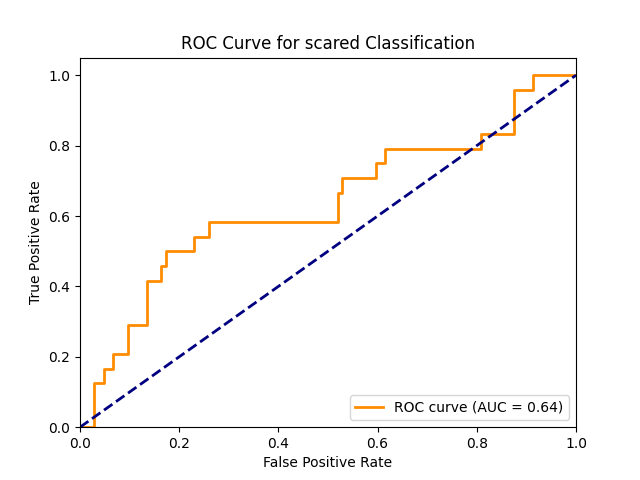 ROC Curve for scared Classification
True Positive Rate
1.0
0.8
0.6
0.4
0.2
0.0
0.0 0.2 0.4 0.6 0.8 1.0
False Positive Rate
ROC curve (AUC = 0.64)